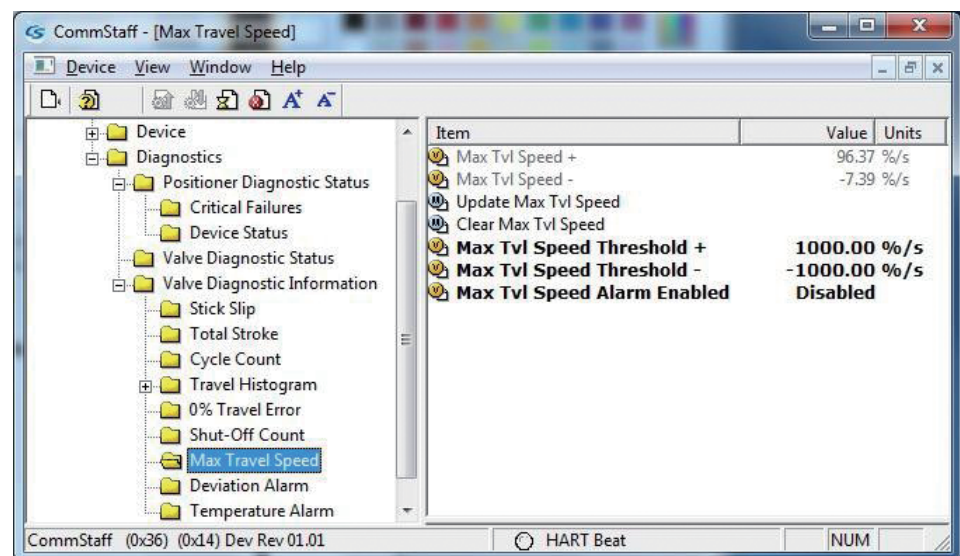 CommStaff - [Max Travel Speed]
Device View Window Help
Device
Diagnostics
Positioner Diagnostic Status
Critical Failures
Device Status
Valve Diagnostic Status
Valve Diagnostic Information
Stick Slip
Total Stroke
Cycle Count
Travel Histogram
0% Travel Error
Shut-Off Count
Max Travel Speed
Deviation Alarm
Temperature Alarm
Item Value Units
Max Tvl Speed + 96.37 %/s
Max Tvl Speed - -7.39 %/s
Update Max Tvl Speed
Clear Max Tvl Speed
Max Tvl Speed Threshold + 1000.00 %/s
Max Tvl Speed Threshold - -1000.00 %/s
Max Tvl Speed Alarm Enabled Disabled
CommStaff (0x36) (0x14) Dev Rev 01.01 HART Beat NUM